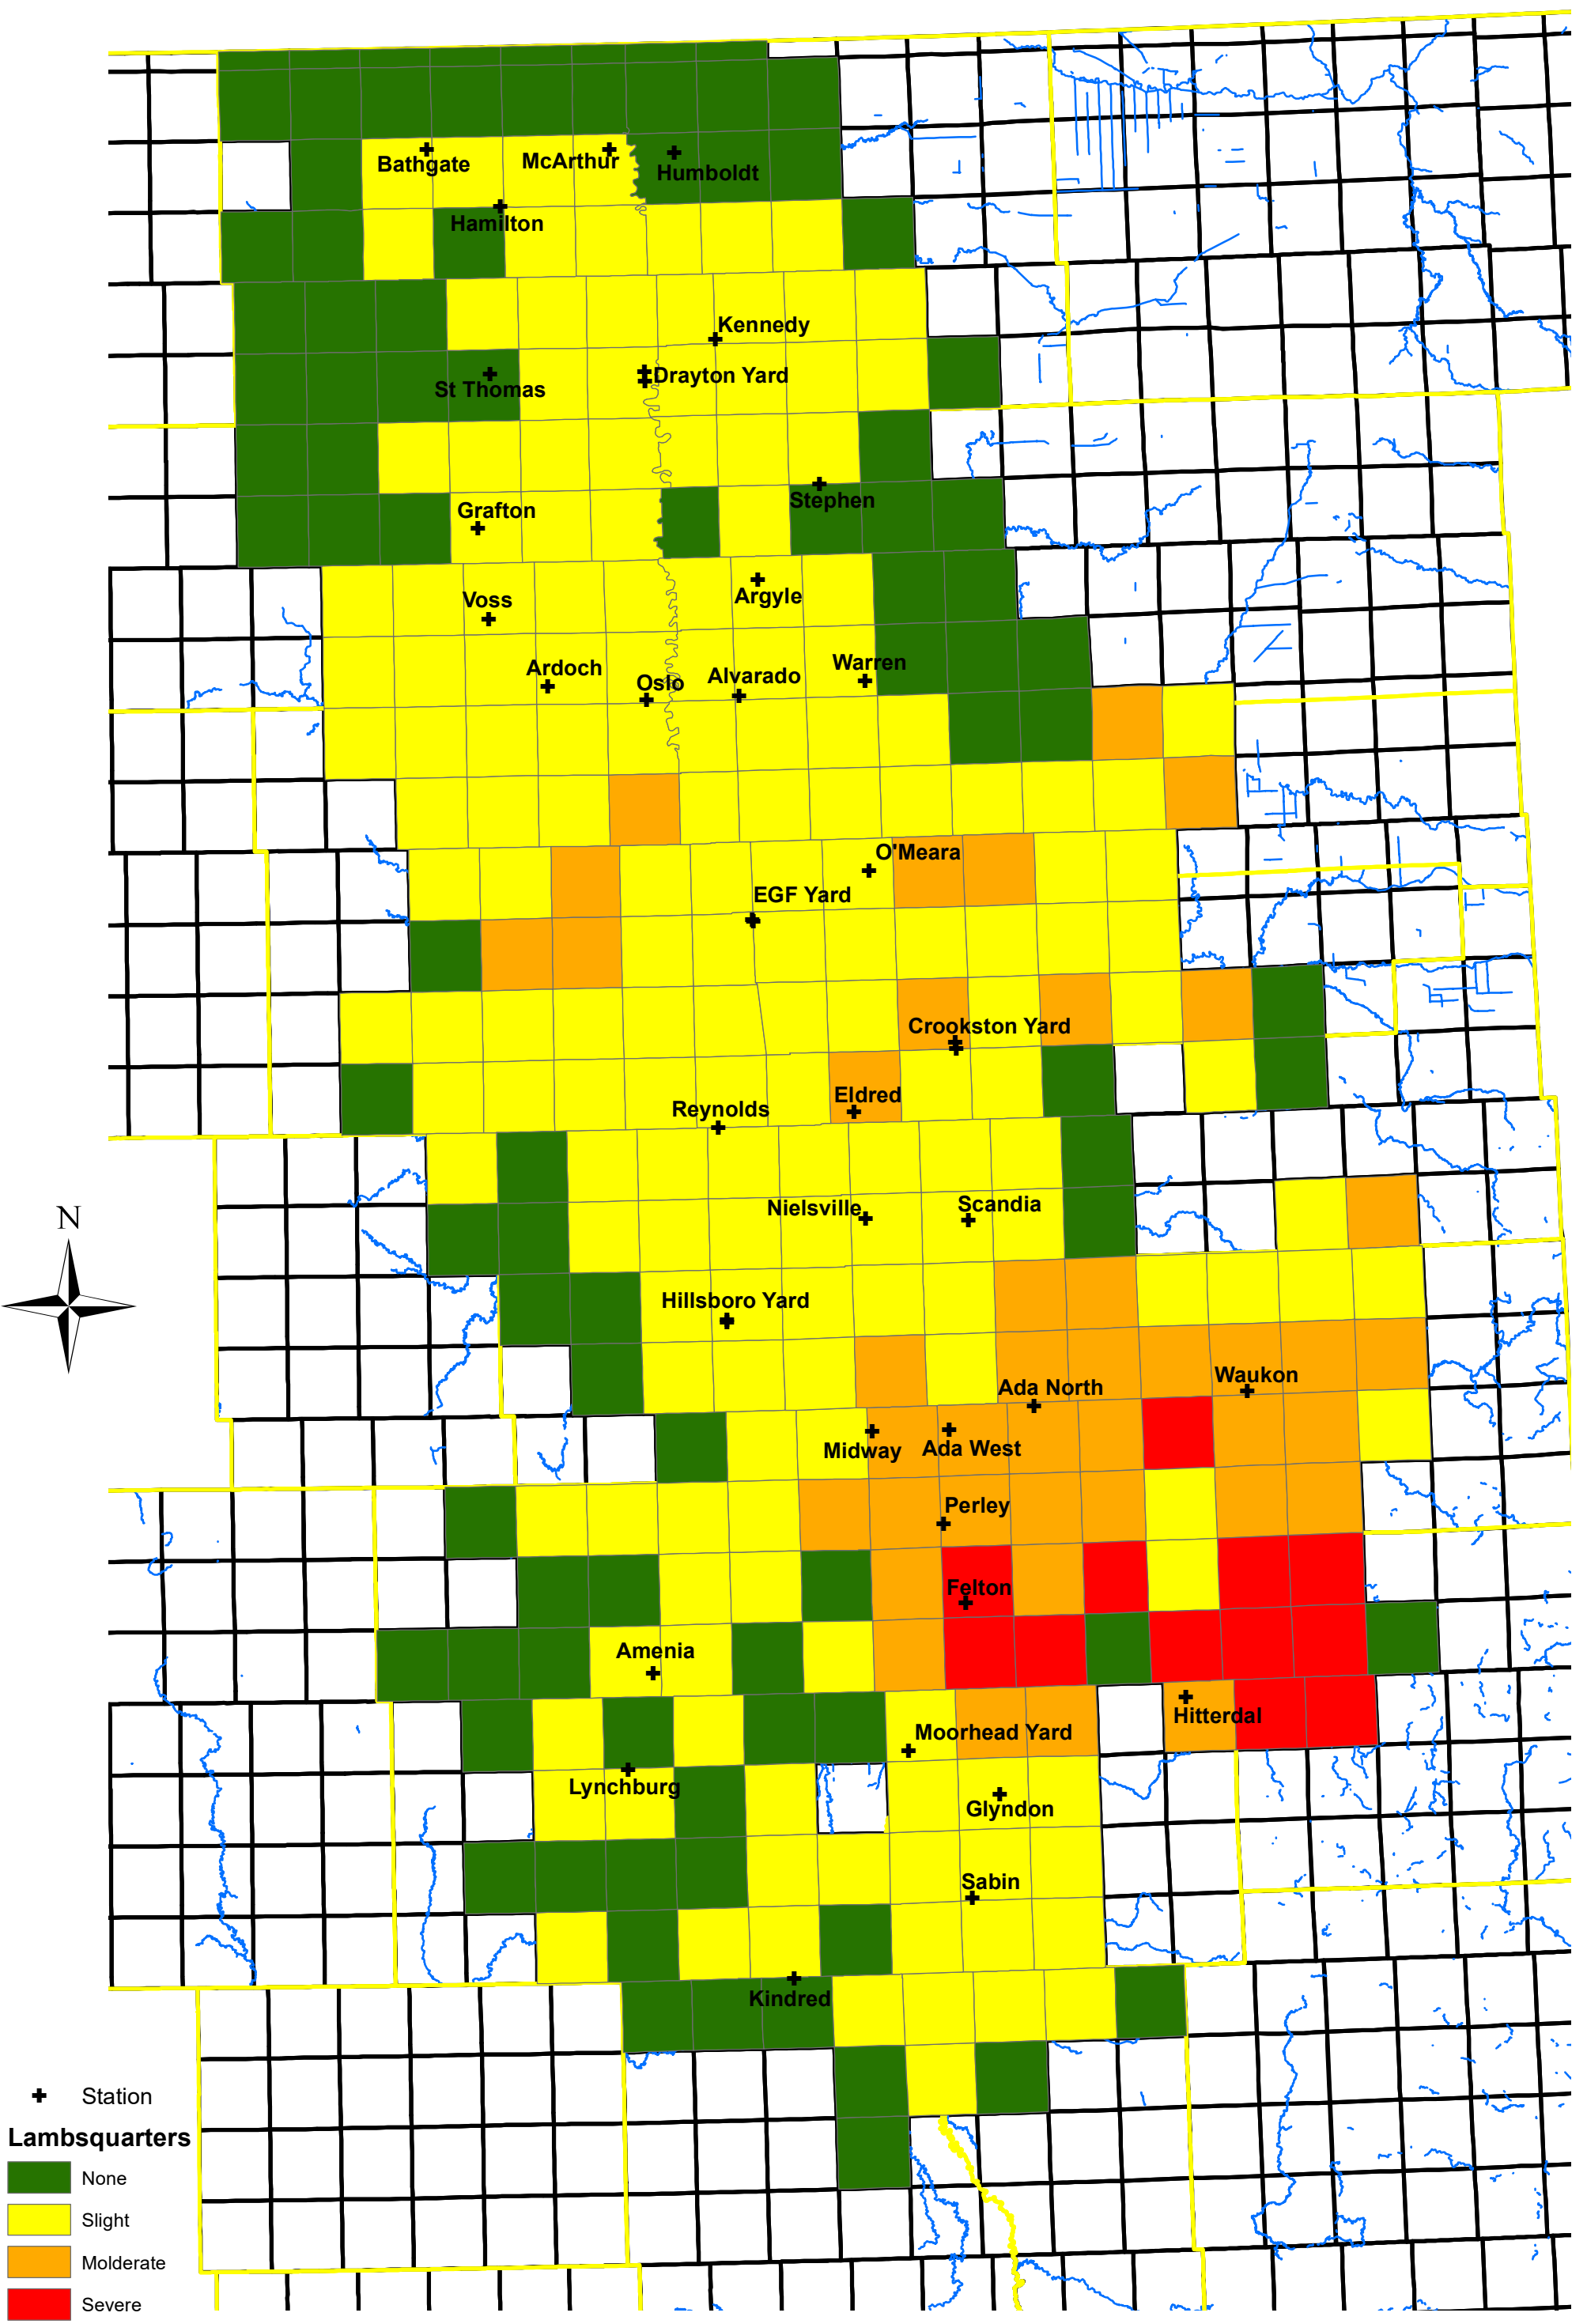 Bathgate
McArthur
Humboldt
Hamilton
Kennedy
St Thomas
Drayton Yard
Stephen
Grafton
Argyle
Voss
Ardoch
Oslo
Alvarado
Warren
O'Meara
EGF Yard
Crookston Yard
Eldred
Reynolds
Nielsville
Scandia
N
Hillsboro Yard
Waukon
Ada North
Midway
Ada West
Perley
Felton
Amenia
Hitterdal
Moorhead Yard
Lynchburg
Glyndon
Sabin
Kindred
Station
Lambsquarters
None
Slight
Molderate
Severe